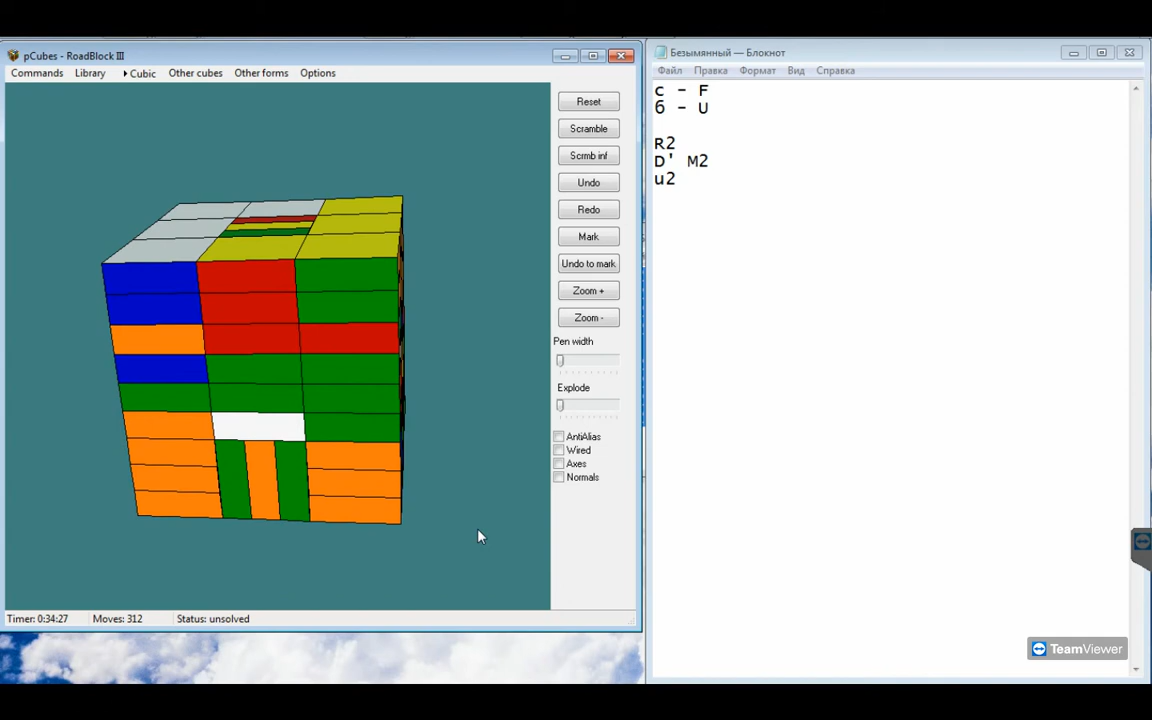 pCubes - RoadBlock III
Commands Library Cubic Other cubes Other forms Options
Reset
Scramble
Scrmb inf
Undo
Redo
Mark
Undo to mark
Zoom +
Zoom -
Pen width
Explode
AntiAlias
Wired
Axes
Normals
Timer: 0:34:27 Moves: 312 Status: unsolved
Безымянный — Блокнот
Файл Правка Формат Вид Справка
с - F
б - U
R2
D' M2
u2
TeamViewer